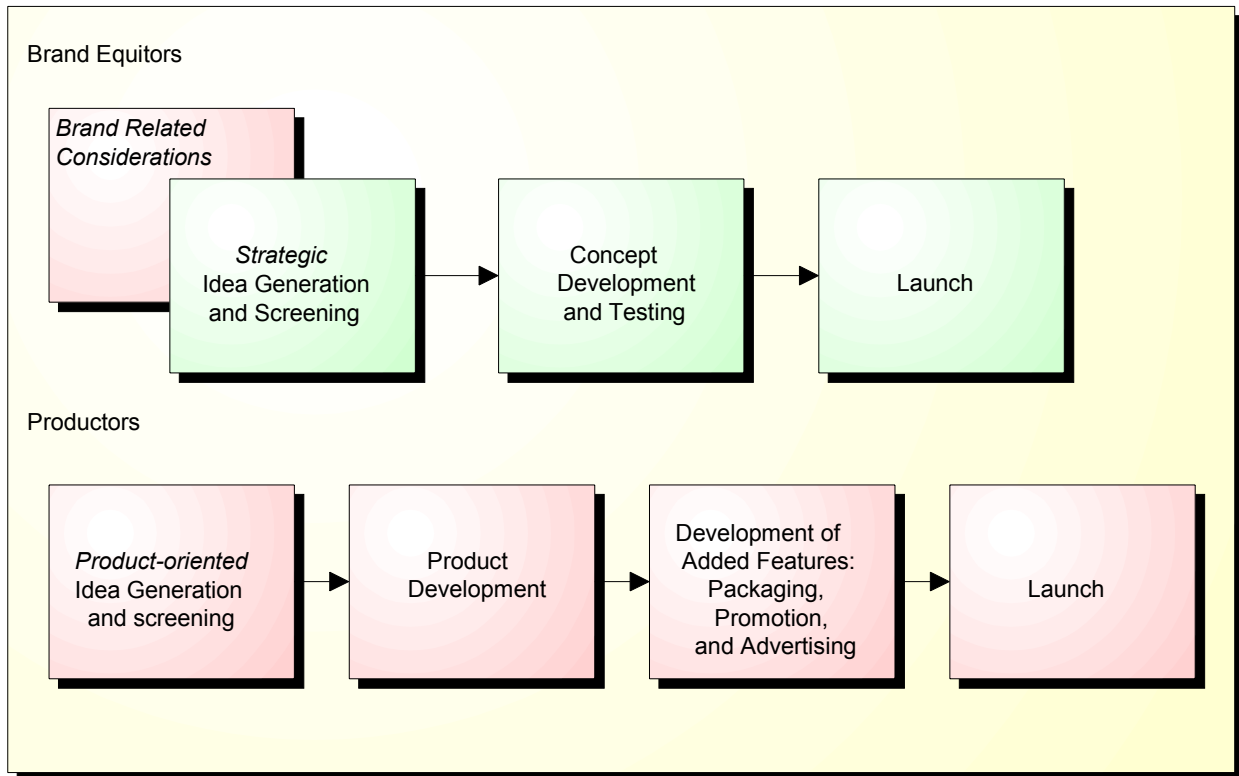 Brand Equitors
Brand Related
Considerations
Strategic
Idea Generation
and Screening
Concept
Development
and Testing
Launch
Productors
Product-oriented
Idea Generation
and screening
Product
Development
Development of
Added Features:
Packaging,
Promotion,
and Advertising
Launch